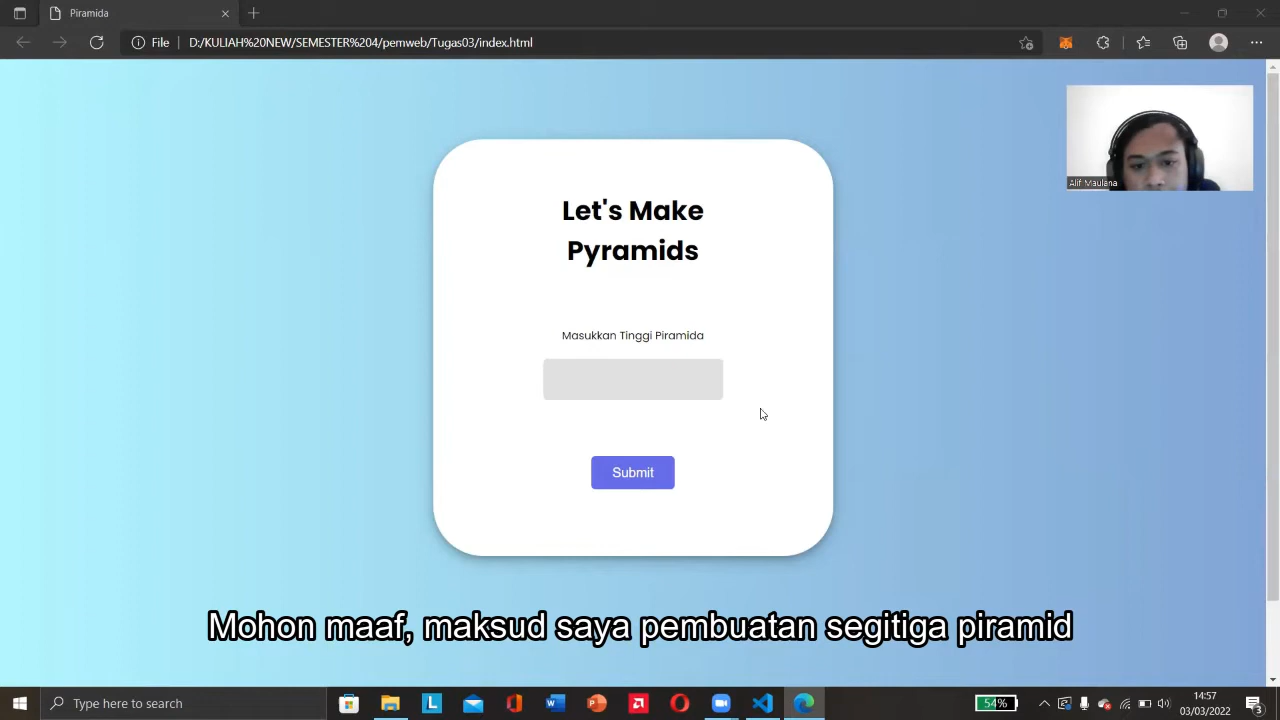 Piramida
File
D:/KULIAH%20NEW/SEMESTER%204/pemweb/Tugas03/index.html
Alif Maulana
Let's Make
Pyramids
Masukkan Tinggi Piramida
Submit
Mohon maaf, maksud saya pembuatan segitiga piramid
Type here to search
54%
14:57
03/03/2022
3